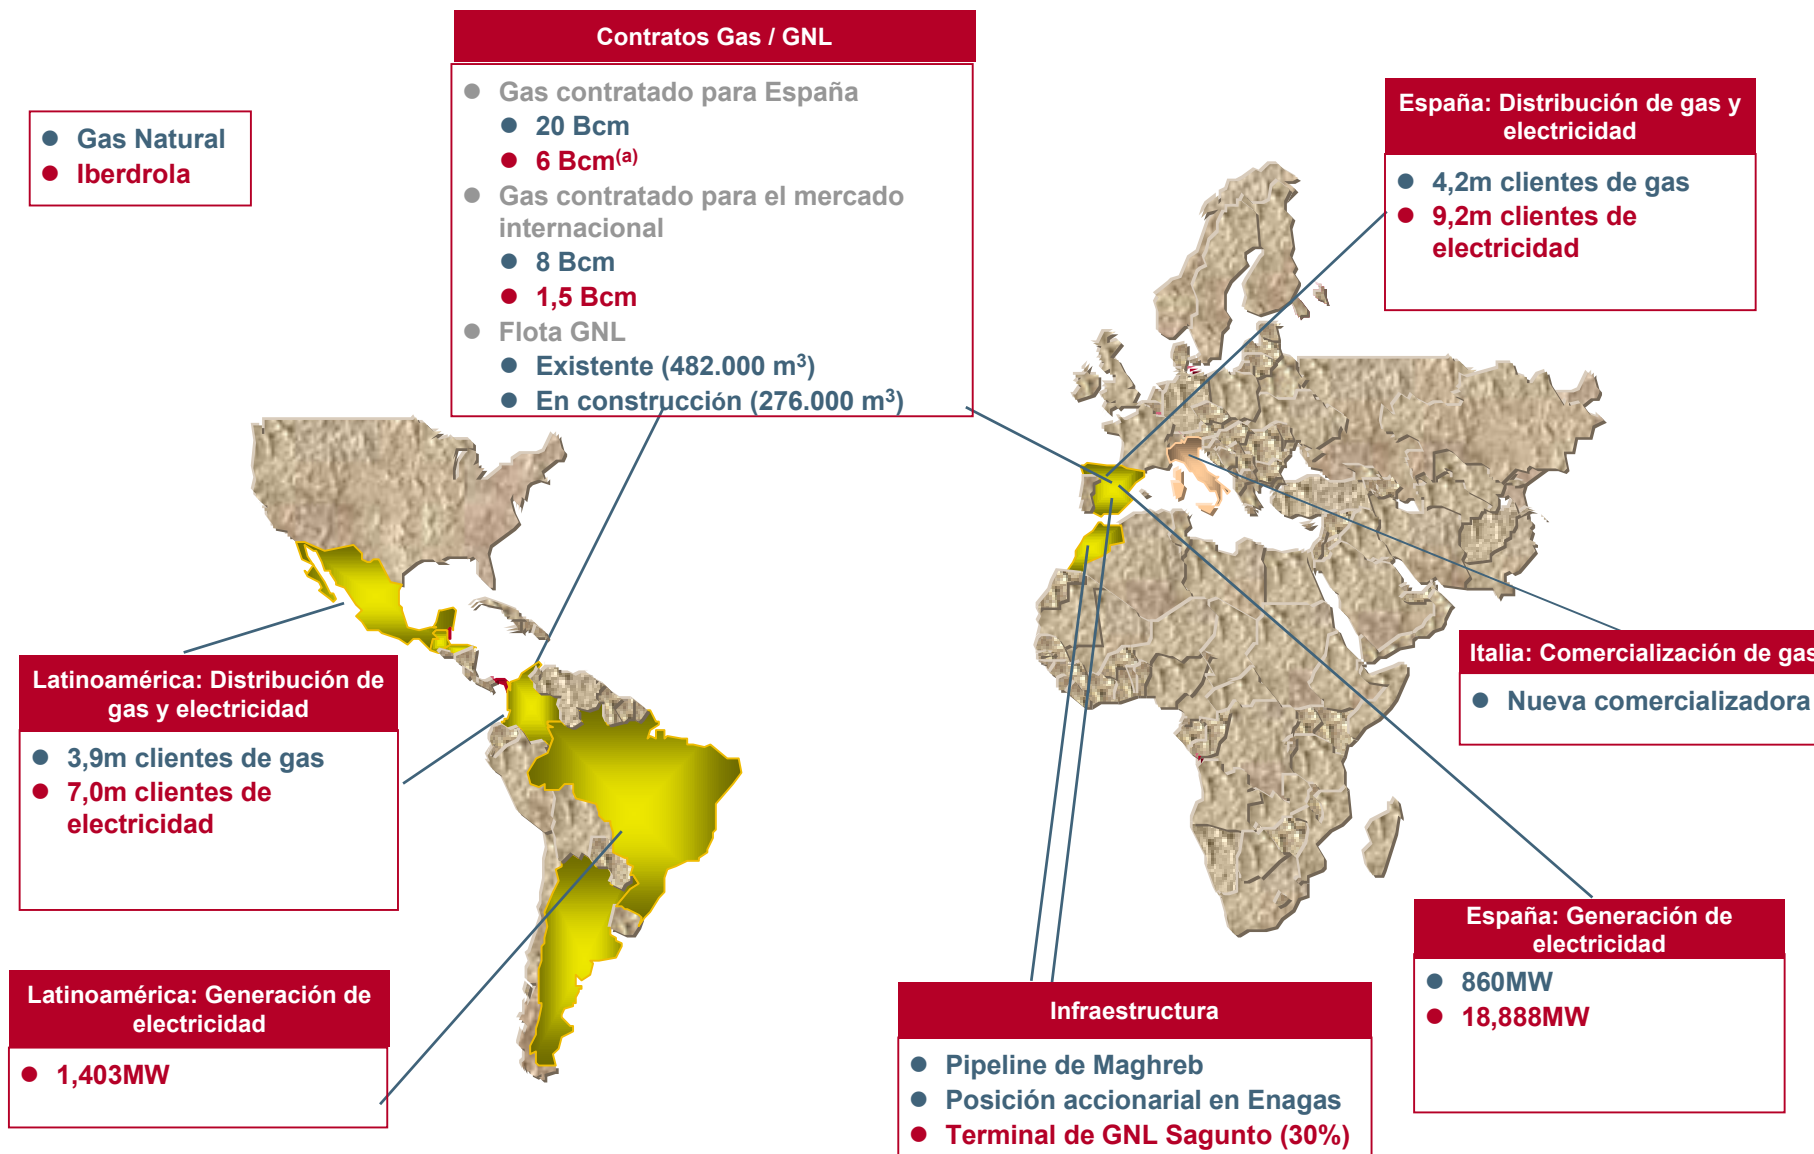 Contratos Gas / GNL
Gas contratado para España
20 Bcm
6 Bcm(a)
Gas contratado para el mercado
internacional
8 Bcm
1,5 Bcm
Flota GNL
Existente (482.000 m³)
En construcción (276.000 m³)
Gas Natural
Iberdrola
España: Distribución de gas y
electricidad
4,2m clientes de gas
9,2m clientes de
electricidad
Italia: Comercialización de gas
Nueva comercializadora
Latinoamérica: Distribución de
gas y electricidad
3,9m clientes de gas
7,0m clientes de
electricidad
España: Generación de
electricidad
860MW
18,888MW
Latinoamérica: Generación de
electricidad
1,403MW
Infraestructura
Pipeline de Maghreb
Posición accionarial en Enagas
Terminal de GNL Sagunto (30%)